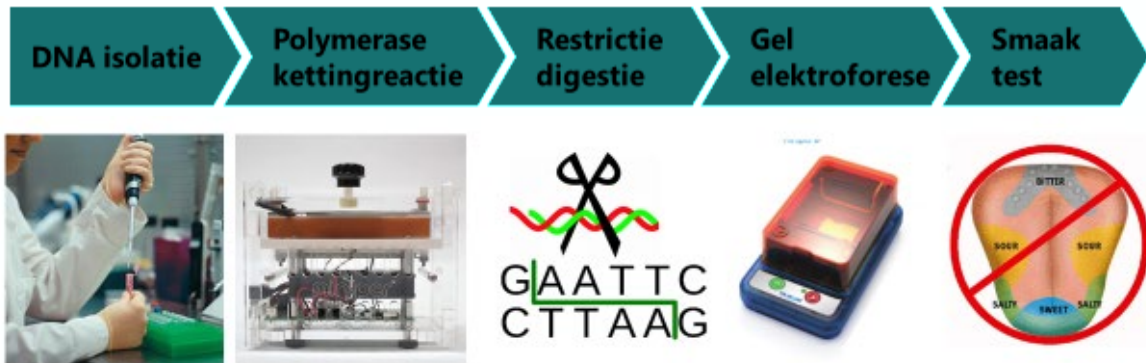 DNA isolatie
Polymerase
kettingreactie
Restrictie
digestie
Gel
elektroforese
Smaak
test
GAATTC
CTTAAG
BITTER
SOUR
SOUR
SALTY
SWEET
SALTY